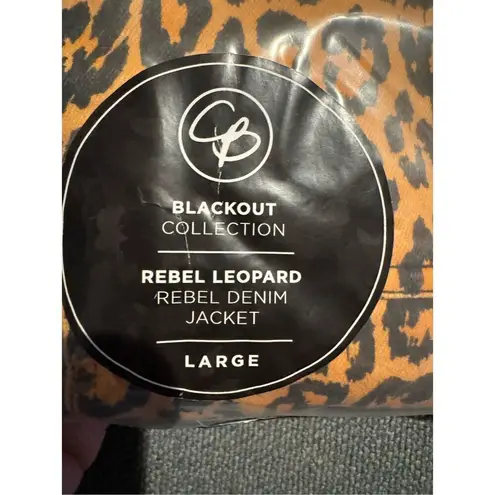 CB
BLACKOUT
COLLECTION
REBEL LEOPARD
REBEL DENIM
JACKET
LARGE